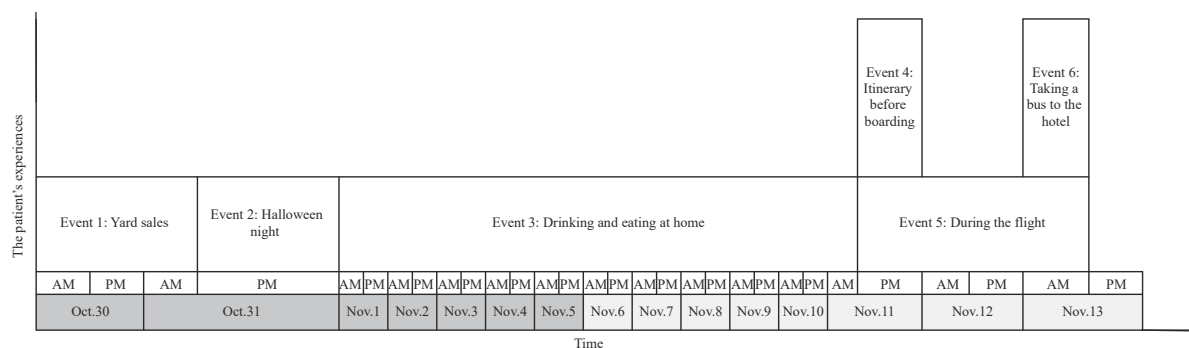 The patient's experiences
Event 4:
Itinerary
before
boarding
Event 6:
Taking a
bus to the
hotel
Event 1: Yard sales
Event 2: Halloween
night
Event 3: Drinking and eating at home
Event 5: During the flight
AM PM AM PM AM PM AM PM AM PM AM PM AM PM AM PM AM PM AM PM AM PM AM PM AM PM AM PM AM PM
Oct.30 Oct.31 Nov.1 Nov.2 Nov.3 Nov.4 Nov.5 Nov.6 Nov.7 Nov.8 Nov.9 Nov.10 Nov.11 Nov.12 Nov.13
Time